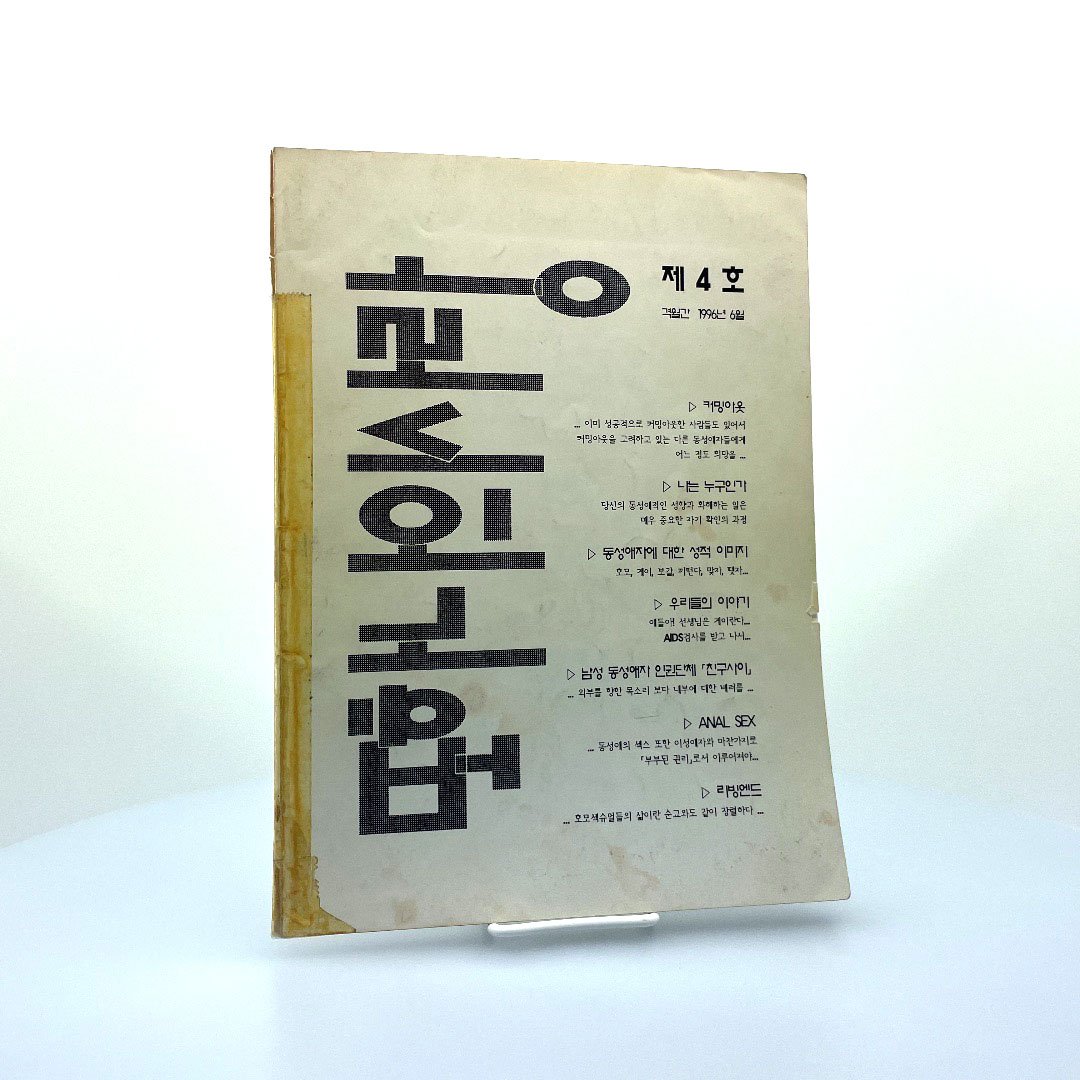 제 4 호
격월간 1996년 6월
▷ 커밍아웃
... 이미 성공적으로 커밍아웃한 사람들도 있어서
커밍아웃을 고려하고 있는 다른 동성애자들에게
어느 정도 희망을 ...
▷ 나는 누구인가
당신의 동성애적인 성향과 화해하는 일은
매우 중요한 자기 확인의 과정
▷ 동성애자에 대한 성적 이미지
호모, 게이, 보갈, 마짜, 땃자...
▷ 우리들의 이야기
얘들아! 선생님은 게이란다...
AIDS검사를 받고 나서...
▷ 남성 동성애자 인권단체 「친구사이」
... 외부를 향한 목소리 보다 내부에 대한 배려를 ...
▷ ANAL SEX
... 동성애의 섹스 또한 이성애자와 마찬가지로
「부부된 권리」로서 이루어져야...
▷ 리빙엔드
... 호모섹슈얼들의 삶이란 순고와도 같이 장렬하다 ...